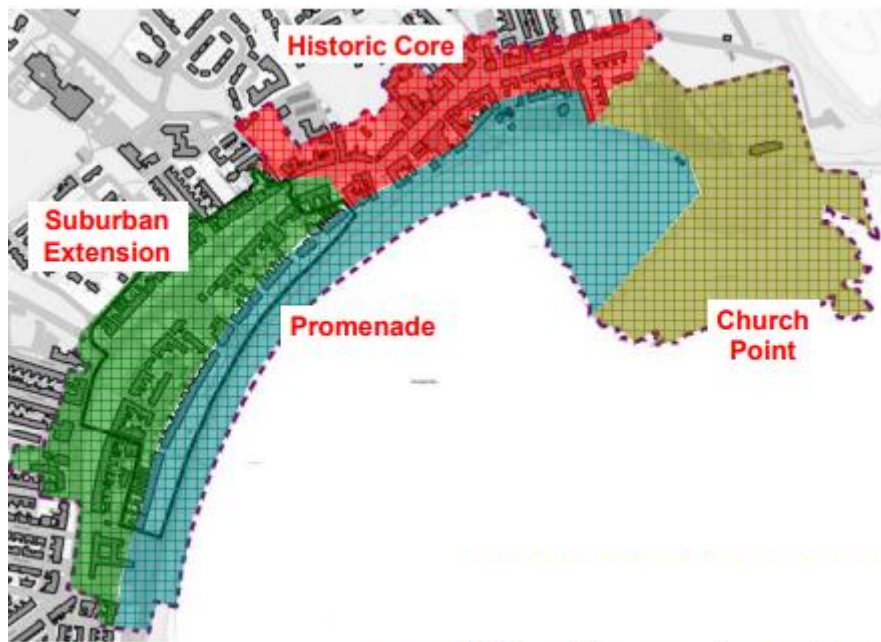 Historic Core
Suburban
Extension
Promenade
Church
Point